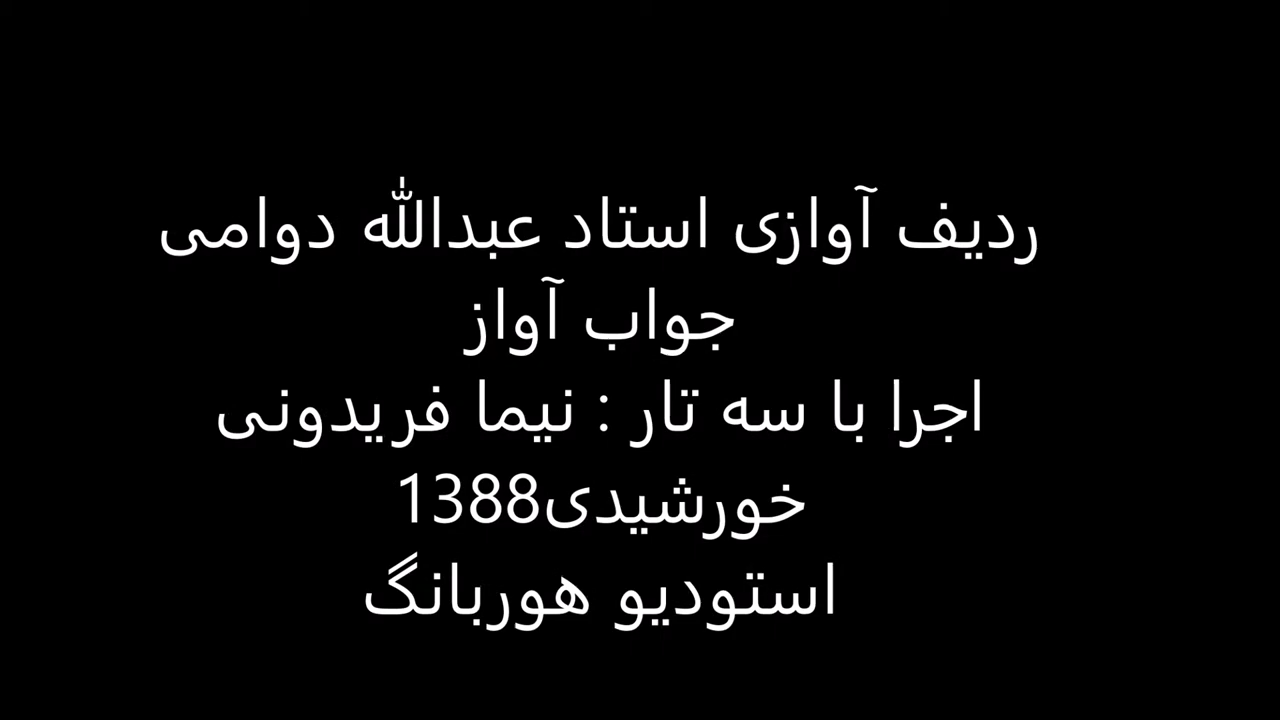 ردیف آوازی استاد عبدالله دوامی
جواب آواز
اجرا با سه تار : نیما فریدونی
خورشیدی1388
استودیو هوربانگ